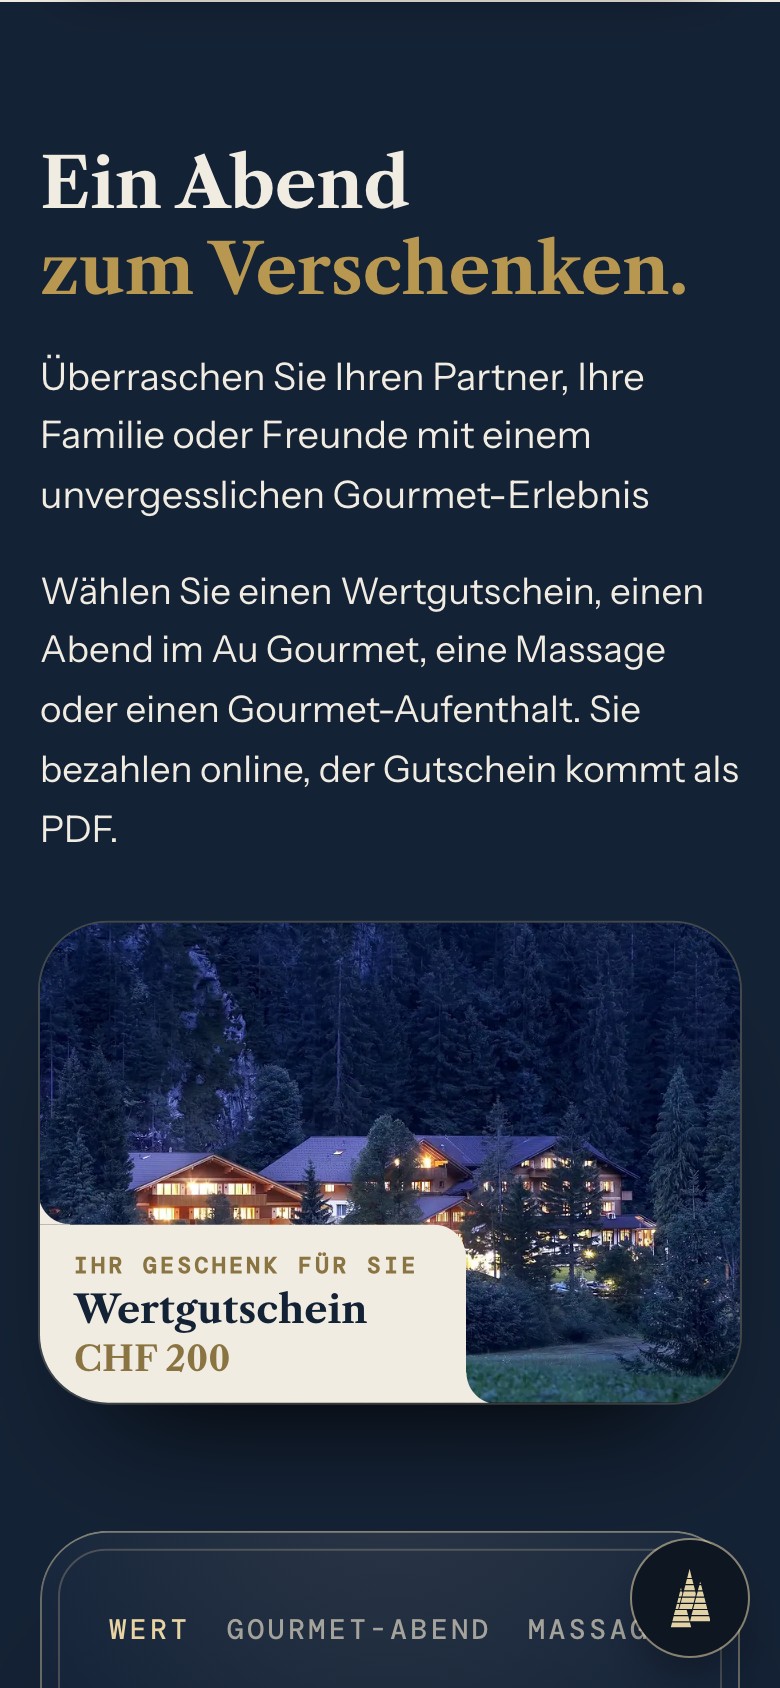 Ein Abend
zum Verschenken.
Überraschen Sie Ihren Partner, Ihre
Familie oder Freunde mit einem
unvergesslichen Gourmet-Erlebnis
Wählen Sie einen Wertgutschein, einen
Abend im Au Gourmet, eine Massage
oder einen Gourmet-Aufenthalt. Sie
bezahlen online, der Gutschein kommt als
PDF.
IHR GESCHENK FÜR SIE
Wertgutschein
CHF 200
WERT GOURMET-ABEND